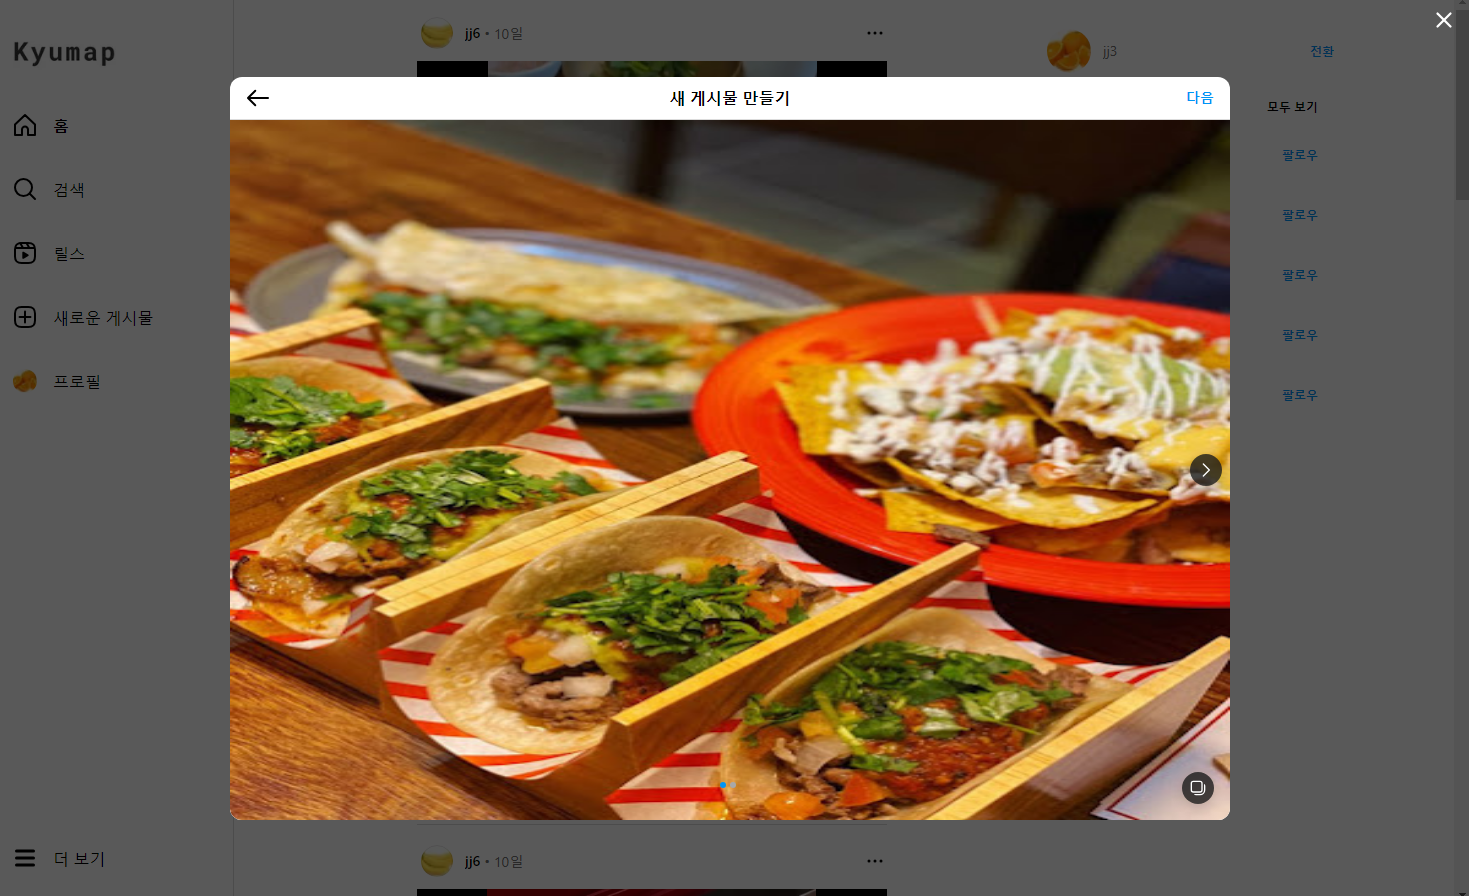 Kyumap
홈
검색
릴스
새로운 게시물
프로필
더 보기
jj6 • 10일
새 게시물 만들기
다음
jj6 • 10일
jj3
전환
모두 보기
팔로우
팔로우
팔로우
팔로우
팔로우